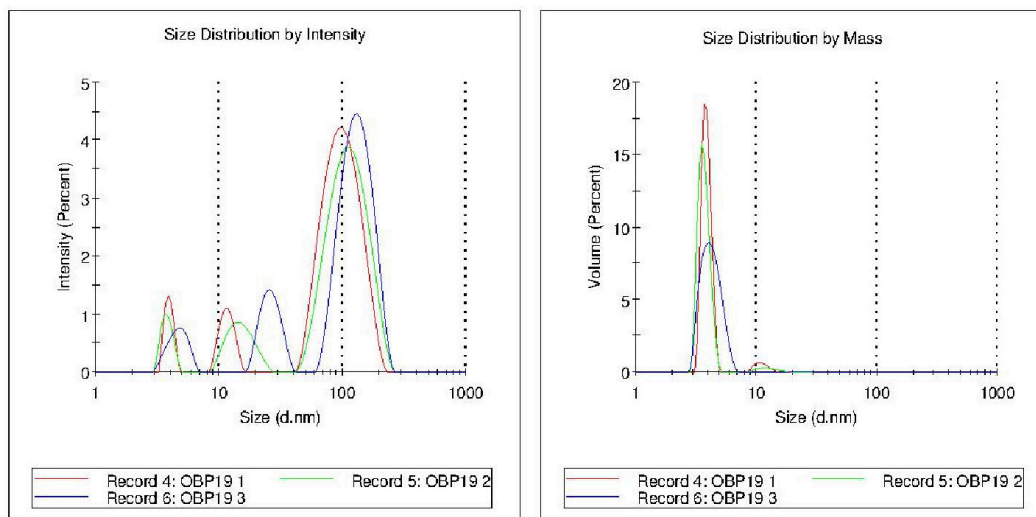 Size Distribution by Intensity
5
4
3
2
1
0
Intensity (Percent)
1 10 100 1000
Size (d.nm)
Record 4: OBP19 1 Record 5: OBP19 2
Record 6: OBP19 3
Size Distribution by Mass
20
15
10
5
0
Volume (Percent)
1 10 100 1000
Size (d.nm)
Record 4: OBP19 1 Record 5: OBP19 2
Record 6: OBP19 3